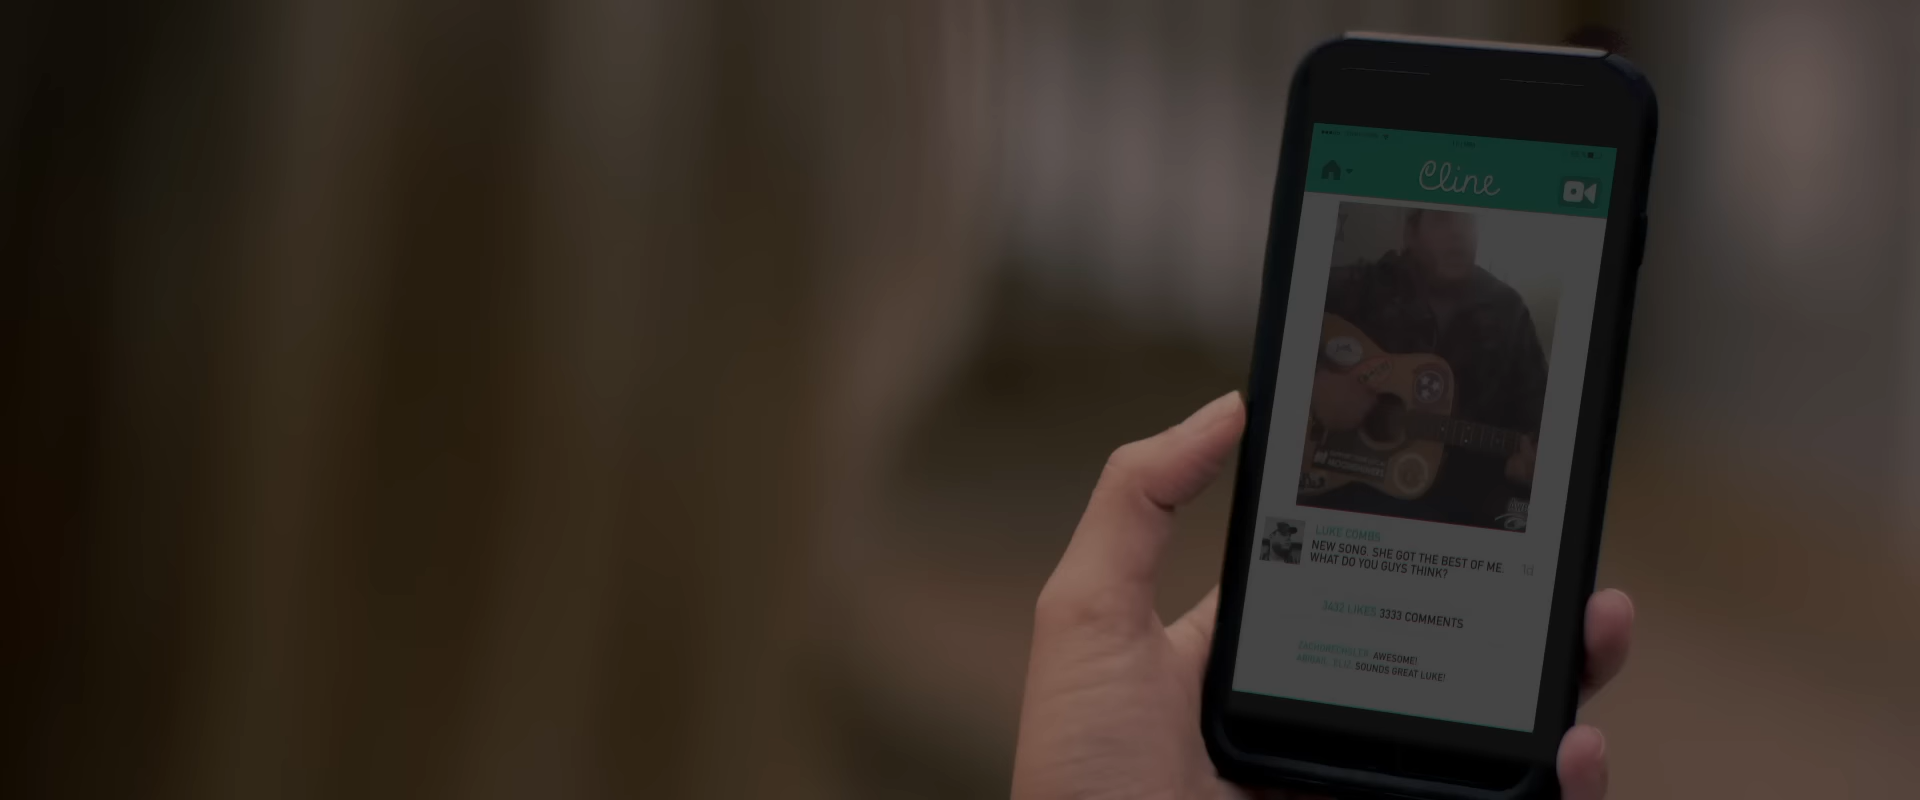 Cline
LUKE COMBS
NEW SONG. SHE GOT THE BEST OF ME.
WHAT DO YOU GUYS THINK?
1d
LIKES 3333 COMMENTS
AWESOME!
SOUNDS GREAT LUKE!